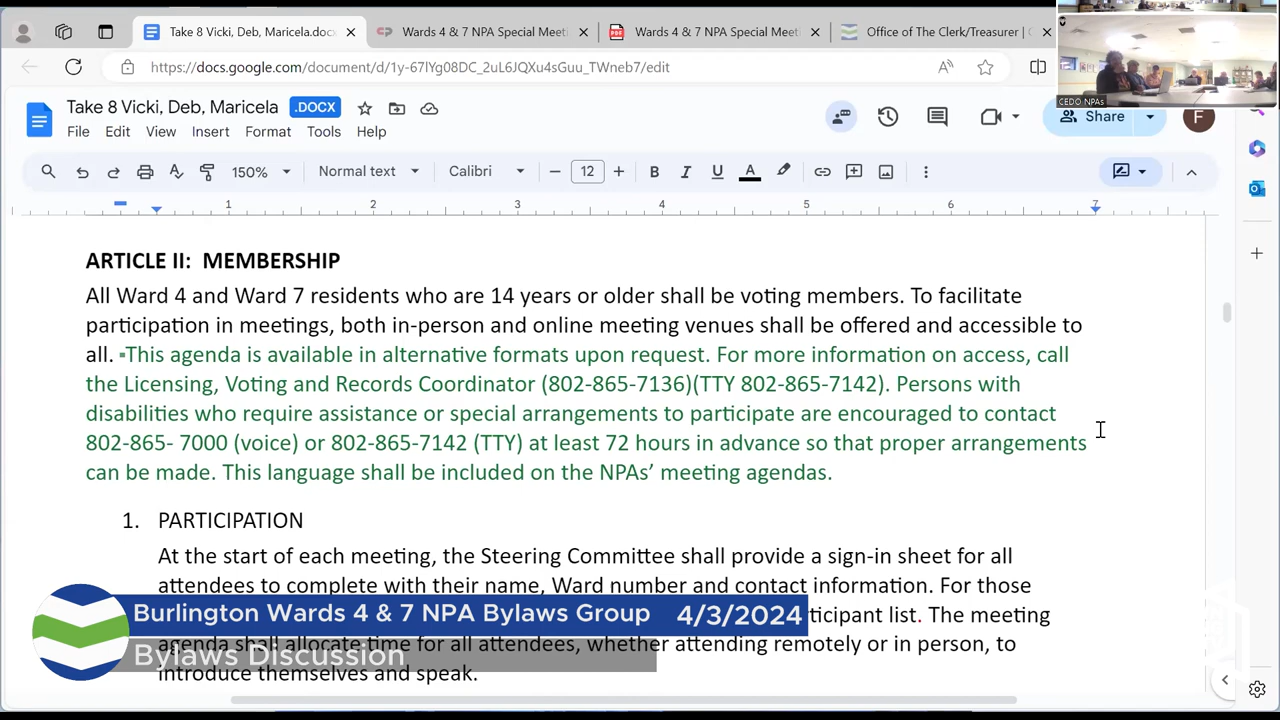 Take 8 Vicki, Deb, Maricela.docx
Wards 4 & 7 NPA Special Meeti
Wards 4 & 7 NPA Special Meeti
Office of The Clerk/Treasurer | C
https://docs.google.com/document/d/1y-67lYg08DC_2uL6JQXu4sGuu_TWneb7/edit
CEDO NPAs
Take 8 Vicki, Deb, Maricela .DOCX
File Edit View Insert Format Tools Help
Share F
150% Normal text Calibri 12 B I U A
1 2 3 4 5 6 7
ARTICLE II: MEMBERSHIP
All Ward 4 and Ward 7 residents who are 14 years or older shall be voting members. To facilitate
participation in meetings, both in-person and online meeting venues shall be offered and accessible to
all. This agenda is available in alternative formats upon request. For more information on access, call
the Licensing, Voting and Records Coordinator (802-865-7136)(TTY 802-865-7142). Persons with
disabilities who require assistance or special arrangements to participate are encouraged to contact
802-865- 7000 (voice) or 802-865-7142 (TTY) at least 72 hours in advance so that proper arrangements
can be made. This language shall be included on the NPAs’ meeting agendas.
1. PARTICIPATION
At the start of each meeting, the Steering Committee shall provide a sign-in sheet for all
attendees to complete with their name, Ward number and contact information. For those
ticipant list. The meeting
agenda shall allocate time for all attendees, whether attending remotely or in person, to
introduce themselves and speak.
Burlington Wards 4 & 7 NPA Bylaws Group 4/3/2024
Bylaws Discussion